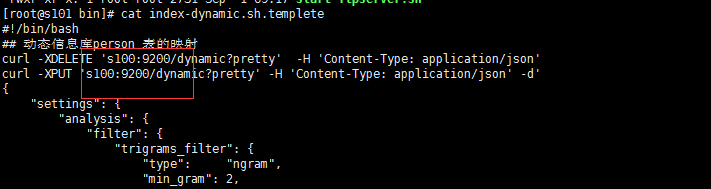 [root@s101 bin]# cat index-dynamic.sh.templete
#!/bin/bash
## 动态信息库person 表的映射
curl -XDELETE 's100:9200/dynamic?pretty'  -H 'Content-Type: application/json'
curl -XPUT 's100:9200/dynamic?pretty' -H 'Content-Type: application/json' -d'
{
    "settings": {
        "analysis": {
            "filter": {
                "trigrams_filter": {
                    "type":     "ngram",
                    "min_gram": 2,